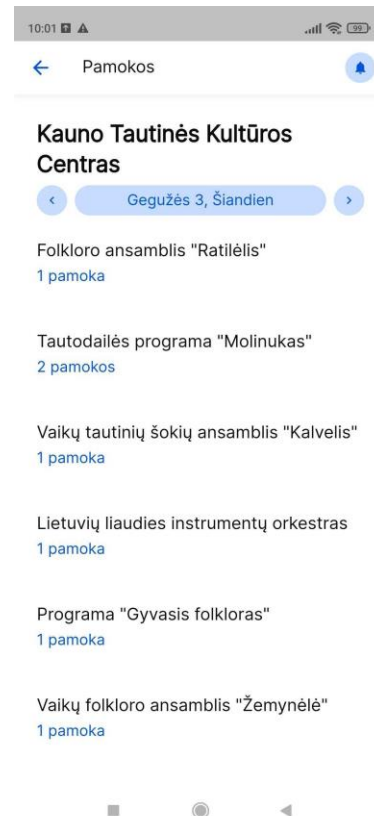 10:01
99
Pamokos
Kauno Tautinės Kultūros
Centras
Gegužės 3, Šiandien
Folkloro ansamblis "Ratilėlis"
1 pamoka
Tautodailės programa "Molinukas"
2 pamokos
Vaikų tautinių šokių ansamblis "Kalvelis"
1 pamoka
Lietuvių liaudies instrumentų orkestras
1 pamoka
Programa "Gyvasis folkloras"
1 pamoka
Vaikų folkloro ansamblis "Žemynėlė"
1 pamoka